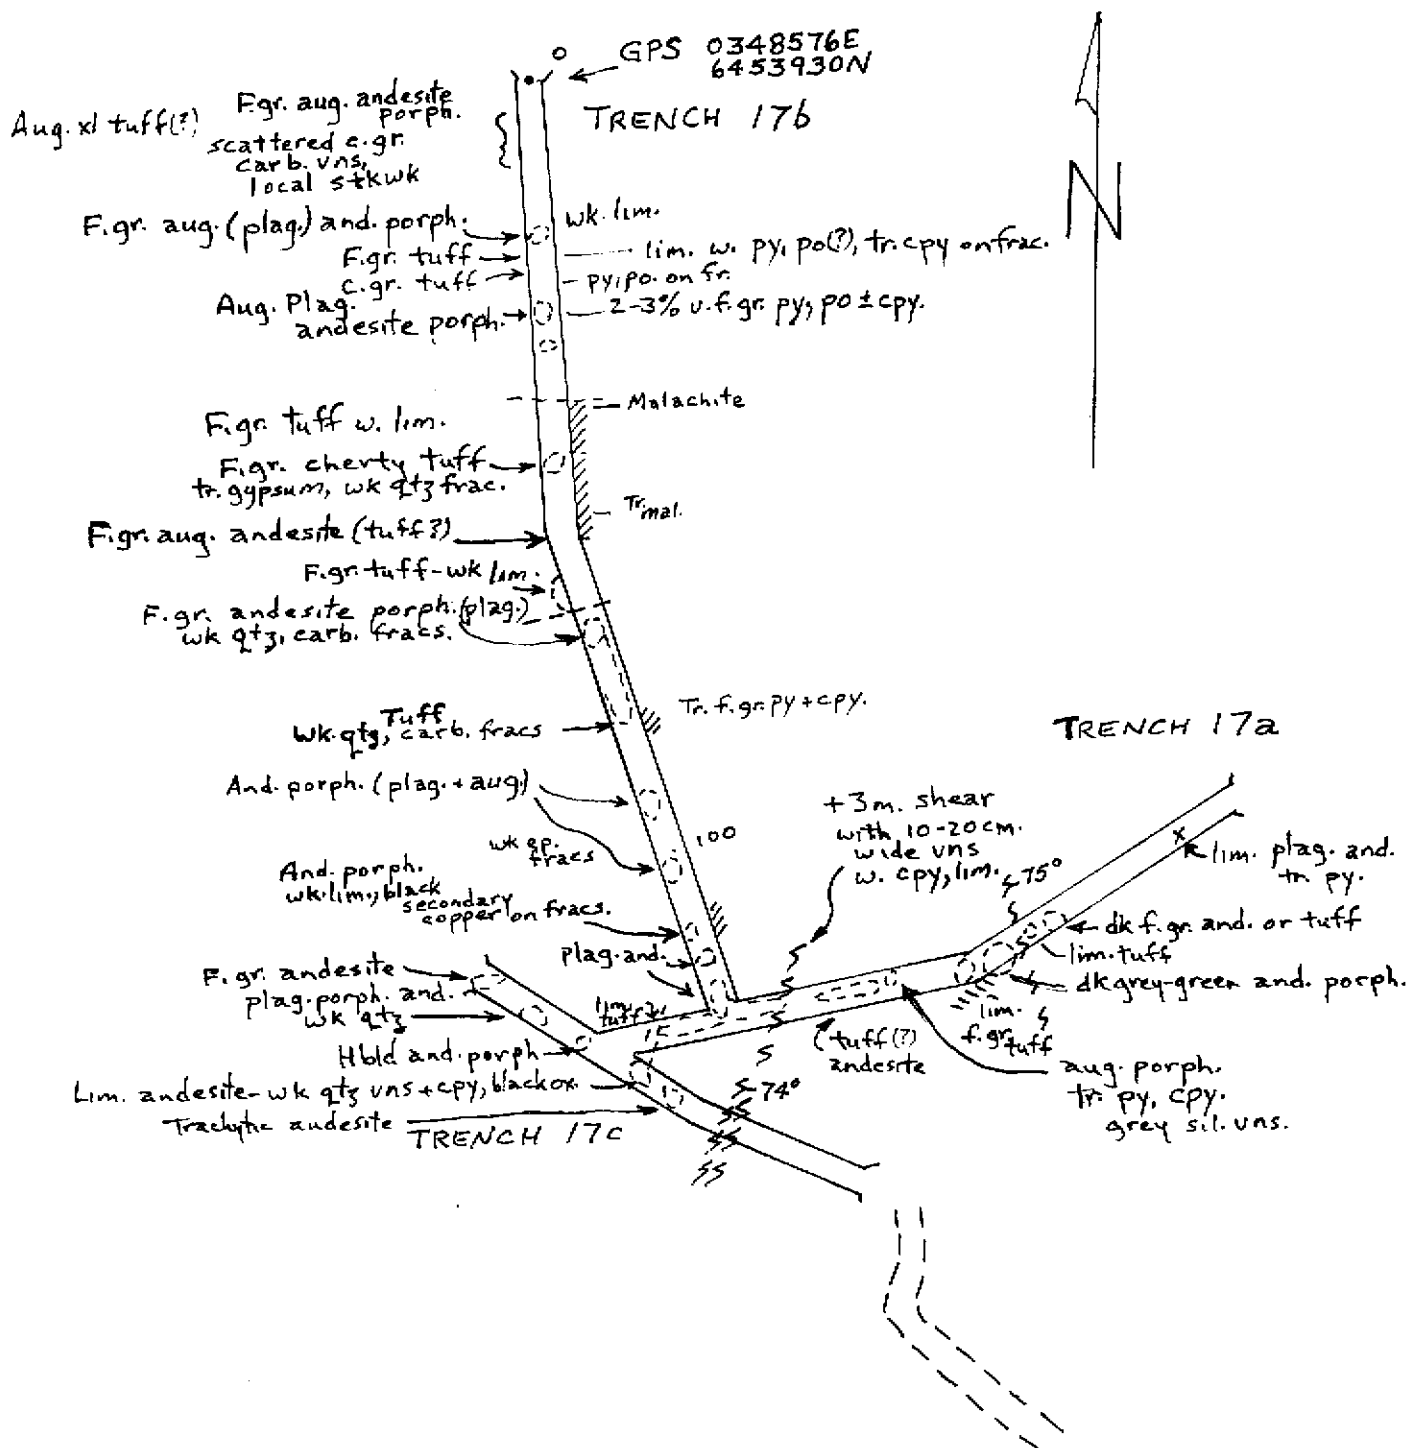 GPS 0348576E
6453930N
TRENCH 17b
Aug. xl tuff(?)
F.gr. aug. andesite
porph.
scattered c.gr.
carb. vns,
local stkwk
N
F.gr. aug. (plag.) and. porph.
wk. lim.
F.gr. tuff
lim. w. py, po(?), tr. cpy on frac.
c.gr. tuff
py, po. on fr.
Aug. Plag.
andesite porph.
2-3% v.f.gr. py, po ± cpy.
Malachite
F.gr. tuff w. lim.
F.gr. cherty tuff
tr. gypsum, wk qtz frac.
Tr. mal.
F.gr. aug. andesite (tuff?)
F.gr. tuff - wk lim.
F.gr. andesite porph. (plag.)
wk qtz, carb. fracs.
Tr. f.gr. py + cpy.
Tuff
Wk. qtz, carb. fracs
TRENCH 17a
And. porph. (plag. + aug.)
100
wk ep.
fracs
+3m. shear
with 10-20cm.
wide vns
w. cpy, lim.
75°
lim. plag. and.
tr. py.
And. porph.
wk. lim., black
secondary
copper on fracs.
dk f.gr. and. or tuff
lim. tuff
dk grey-green and. porph.
plag. and.
F.gr. andesite
plag. porph. and.
wk qtz
lim.
tuff
15
lim.
f.gr. tuff
(tuff(?)
andesite
aug. porph.
tr. py, cpy.
grey sil. vns.
Hbld and. porph
Lim. andesite - wk qtz vns + cpy, black ox.
74°
Trachytic andesite
TRENCH 17c